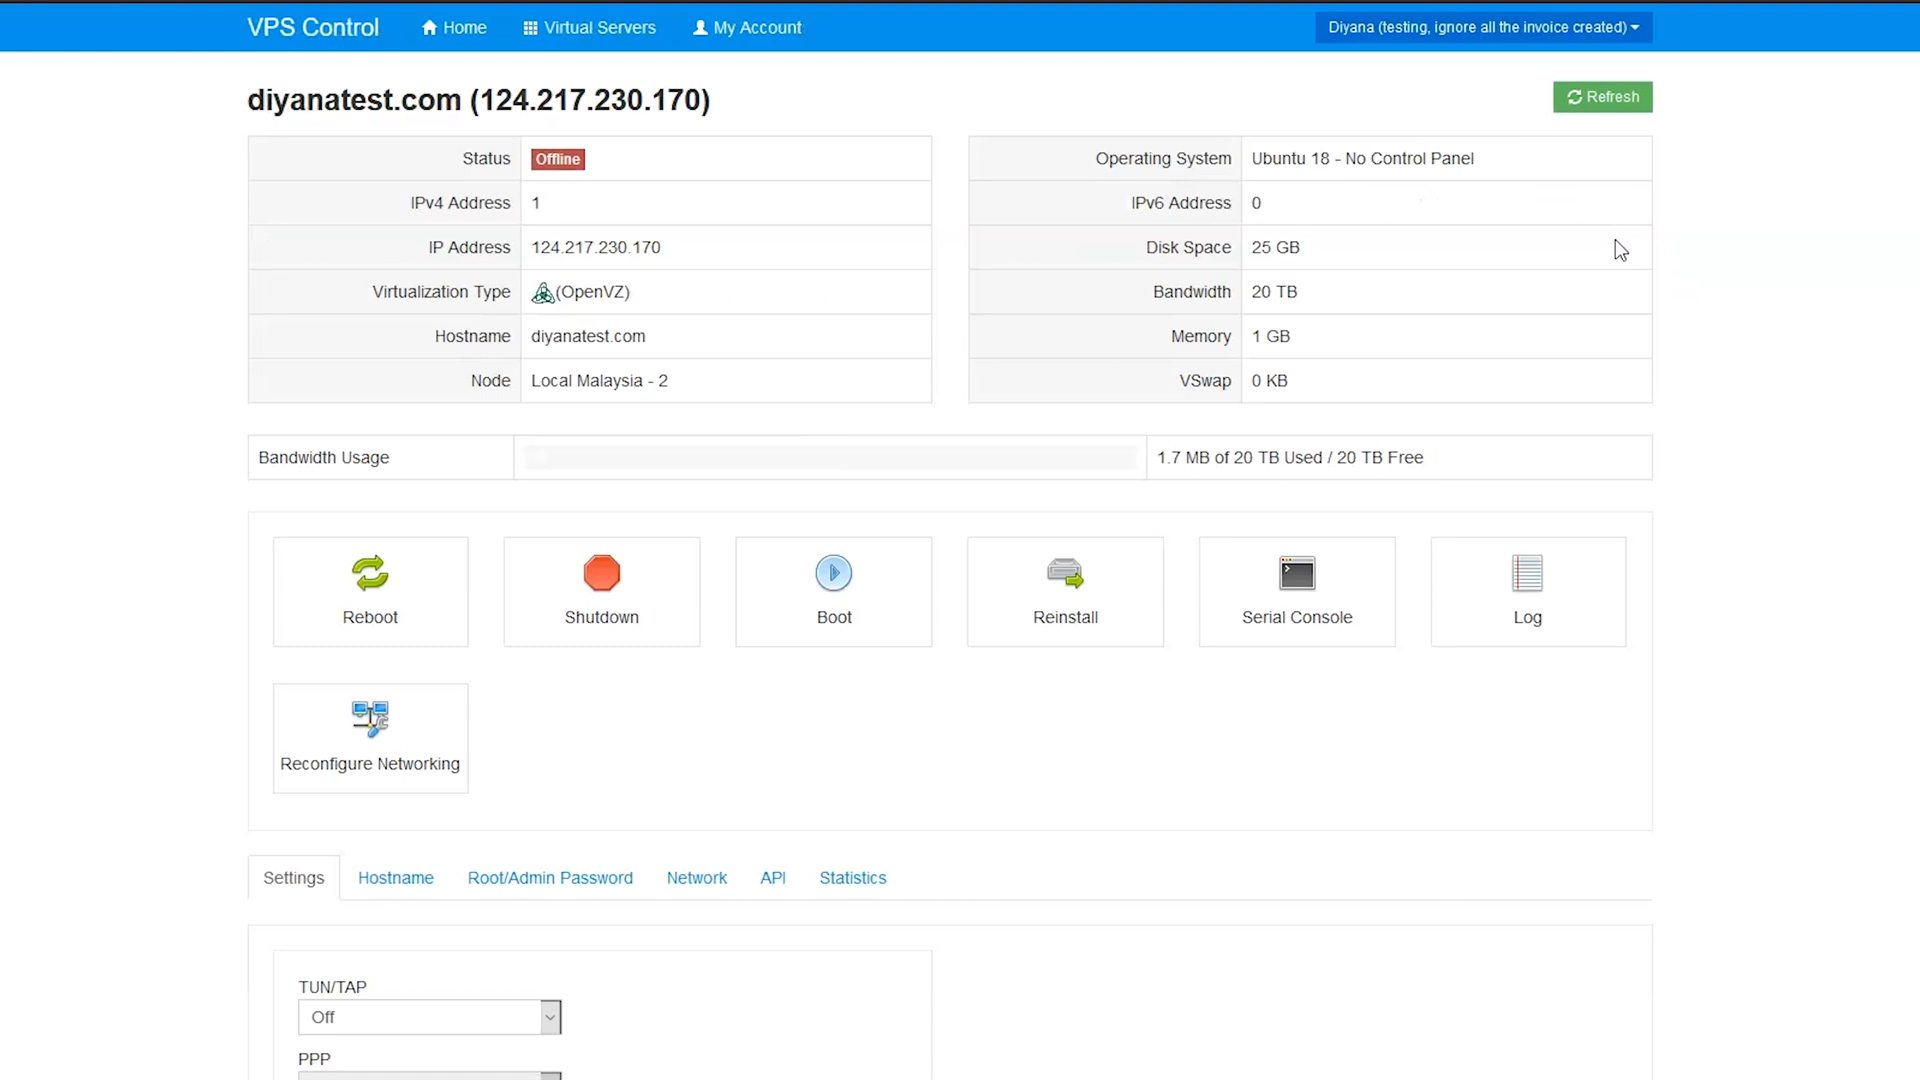 VPS Control
Home
Virtual Servers
My Account
Diyana (testing, ignore all the invoice created)
diyanatest.com (124.217.230.170)
Refresh
Status
Offline
IPv4 Address
1
IP Address
124.217.230.170
Virtualization Type
(OpenVZ)
Hostname
diyanatest.com
Node
Local Malaysia - 2
Operating System
Ubuntu 18 - No Control Panel
IPv6 Address
0
Disk Space
25 GB
Bandwidth
20 TB
Memory
1 GB
VSwap
0 KB
Bandwidth Usage
1.7 MB of 20 TB Used / 20 TB Free
Reboot
Shutdown
Boot
Reinstall
Serial Console
Log
Reconfigure Networking
Settings
Hostname
Root/Admin Password
Network
API
Statistics
TUN/TAP
Off
PPP